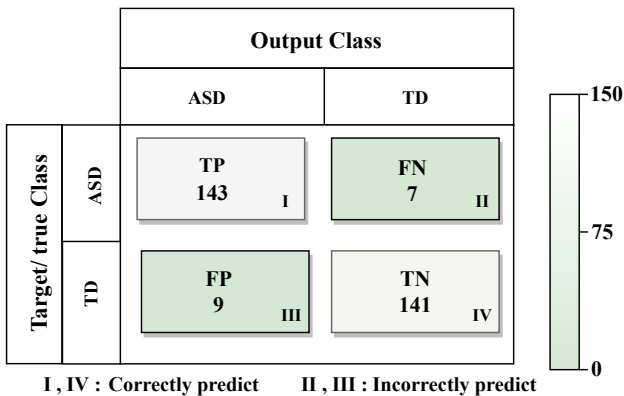 Output Class
ASD TD
Target/ true Class
ASD
TD
TP
143
I
FN
7
II
FP
9
III
TN
141
IV
150
75
0
I , IV : Correctly predict II , III : Incorrectly predict